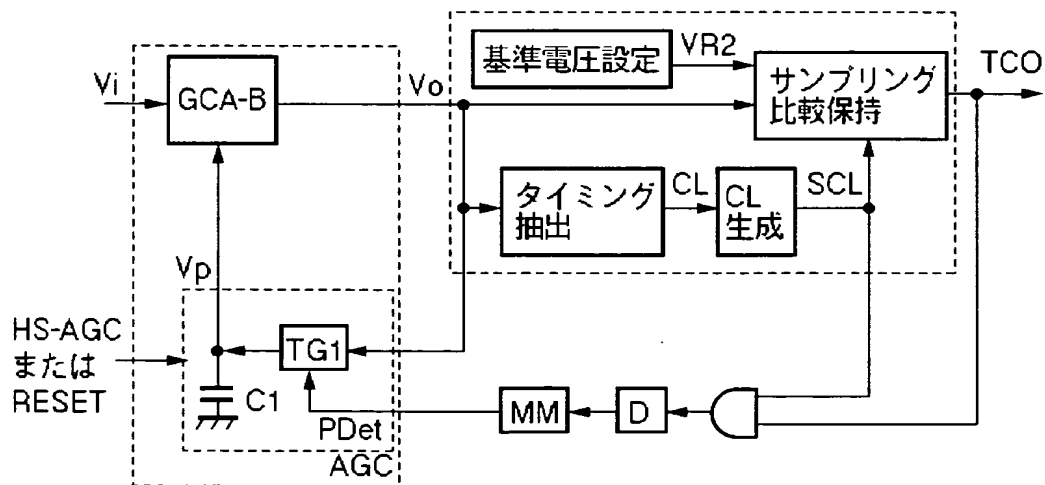 基準電圧設定
VR2
サンプリング
比較保持
TCO
Vi
GCA-B
Vo
タイミング
抽出
CL
CL
生成
SCL
Vp
HS-AGC
または
RESET
TG1
C1
PDet
AGC
MM
D